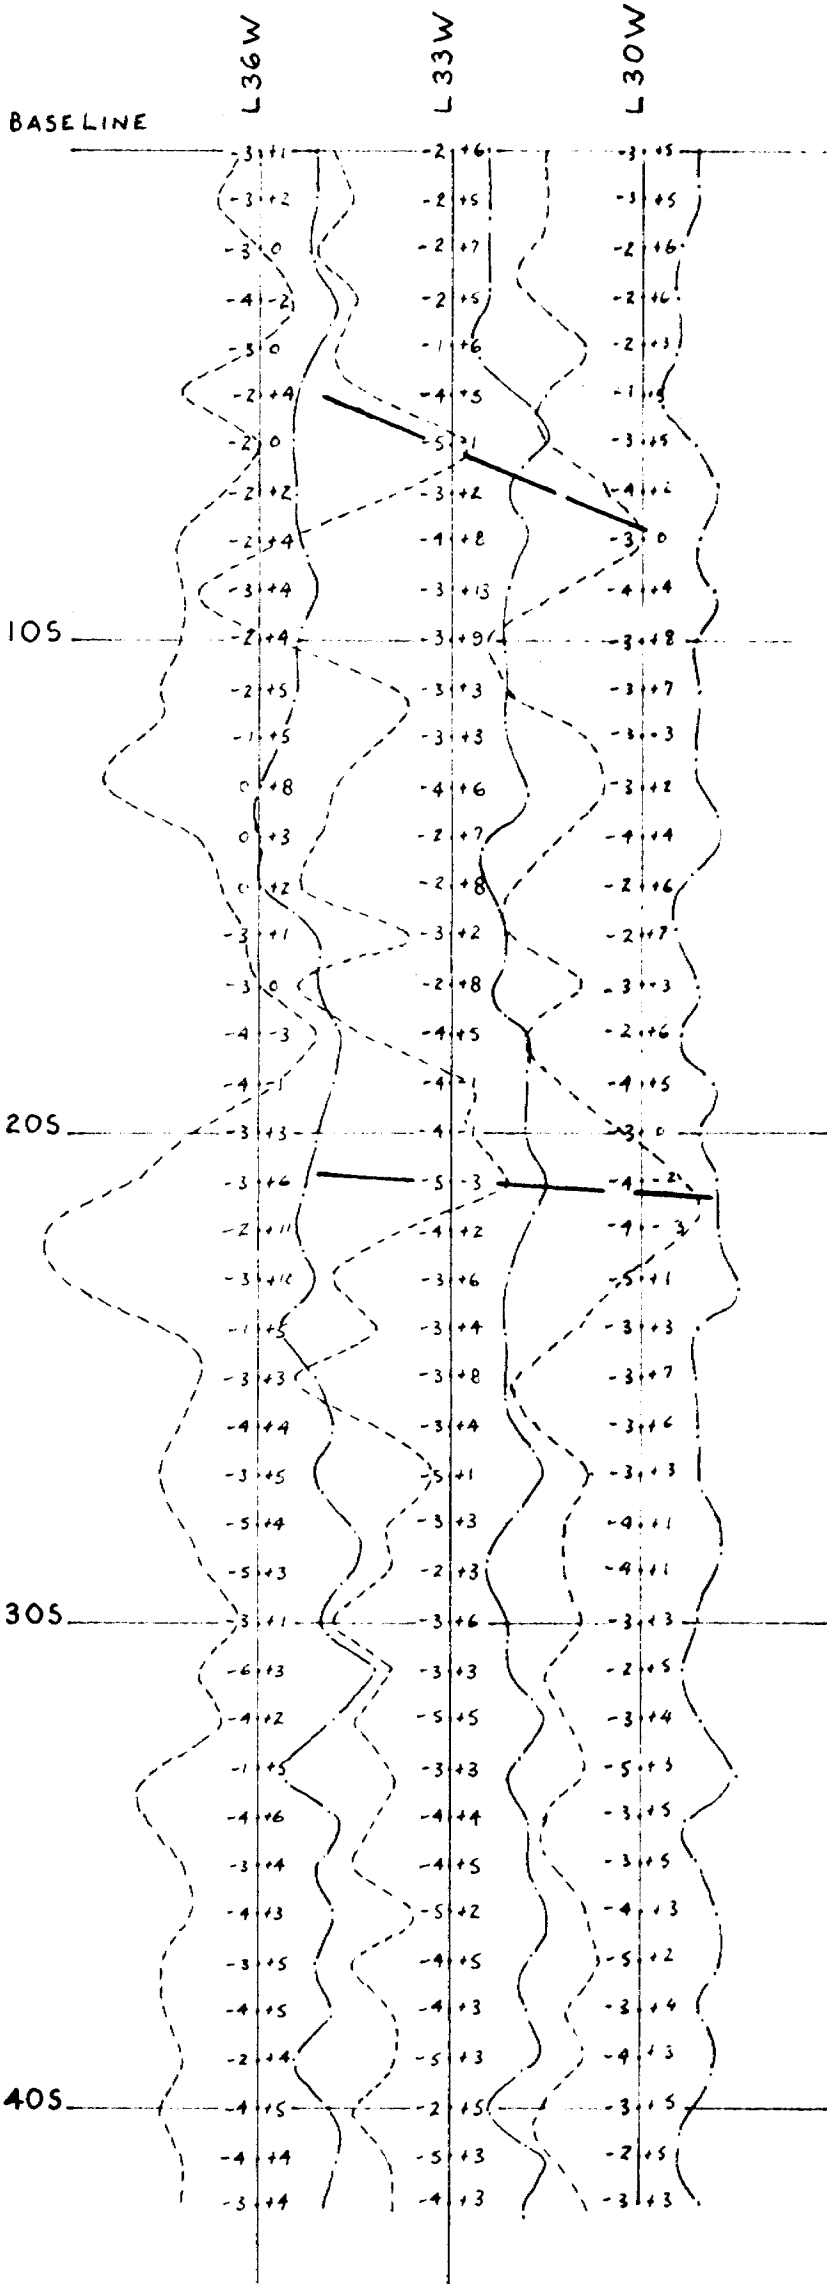 L36W L33W L30W
BASELINE
-3 +1 -2 +6 -3 +5
-3 +2 -2 +5 -3 +5
-3 0 -2 +7 -2 +6
-4 -2 -2 +5 -2 +6
-3 0 -1 +6 -2 +3
-2 +4 -4 +5 -1 +5
-2 0 -5 -1 -3 +5
-2 +2 -3 +2 -4 +2
-2 +4 -4 +8 -3 0
-3 +4 -3 +13 -4 +4
10S -2 +4 -3 +9 -3 +8
-2 +5 -3 +3 -3 +7
-1 +5 -3 +3 -3 +3
0 +8 -4 +6 -3 +2
0 +3 -2 +7 -4 +4
0 +2 -2 +8 -2 +6
-3 +1 -3 +2 -2 +7
-3 0 -2 +8 -3 +3
-4 -3 -4 +5 -2 +6
-4 -1 -4 -1 -4 +5
20S -3 +3 -4 -1 -3 0
-3 +6 -5 -3 -4 -2
-2 +11 -4 +2 -4 -3
-3 +12 -3 +6 -5 +1
-1 +5 -3 +4 -3 +3
-3 +3 -3 +8 -3 +7
-4 +4 -3 +4 -3 +6
-3 +5 -5 +1 -3 +3
-5 +4 -3 +3 -4 +1
-5 +3 -2 +3 -4 +1
30S -3 +1 -3 +6 -3 +3
-6 +3 -3 +3 -2 +5
-4 +2 -5 +5 -3 +4
-1 +5 -3 +3 -5 +3
-4 +6 -4 +4 -3 +5
-3 +4 -4 +5 -3 +5
-4 +3 -5 +2 -4 +3
-3 +5 -4 +5 -5 +2
-4 +5 -4 +3 -3 +4
-2 +4 -5 +3 -4 +3
40S -4 +5 -2 +5 -3 +5
-4 +4 -5 +3 -2 +5
-3 +4 -4 +3 -3 +3